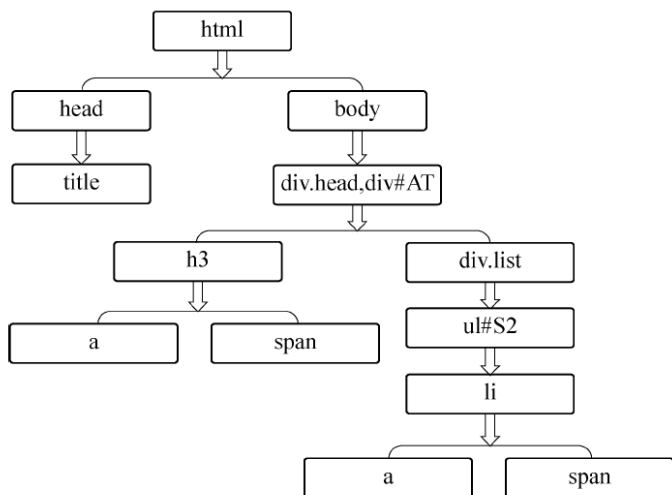 html
head
body
title
div.head,div#AT
h3
div.list
a
span
ul#S2
li
a
span